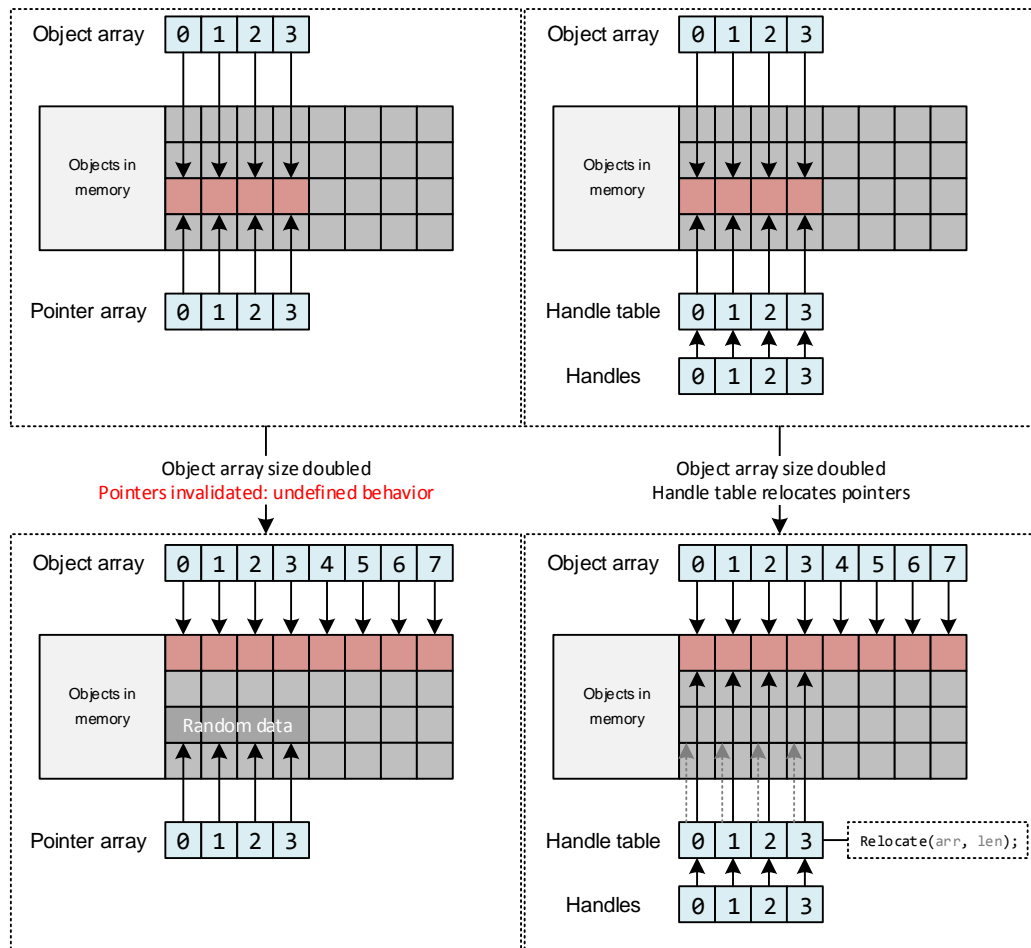 Object array 0 1 2 3
Objects in
memory
Pointer array 0 1 2 3
Object array 0 1 2 3
Objects in
memory
Handle table 0 1 2 3
Handles 0 1 2 3
Object array size doubled
Pointers invalidated: undefined behavior
Object array size doubled
Handle table relocates pointers
Object array 0 1 2 3 4 5 6 7
Objects in
memory
Random data
Pointer array 0 1 2 3
Object array 0 1 2 3 4 5 6 7
Objects in
memory
Handle table 0 1 2 3
Relocate(arr, len);
Handles 0 1 2 3